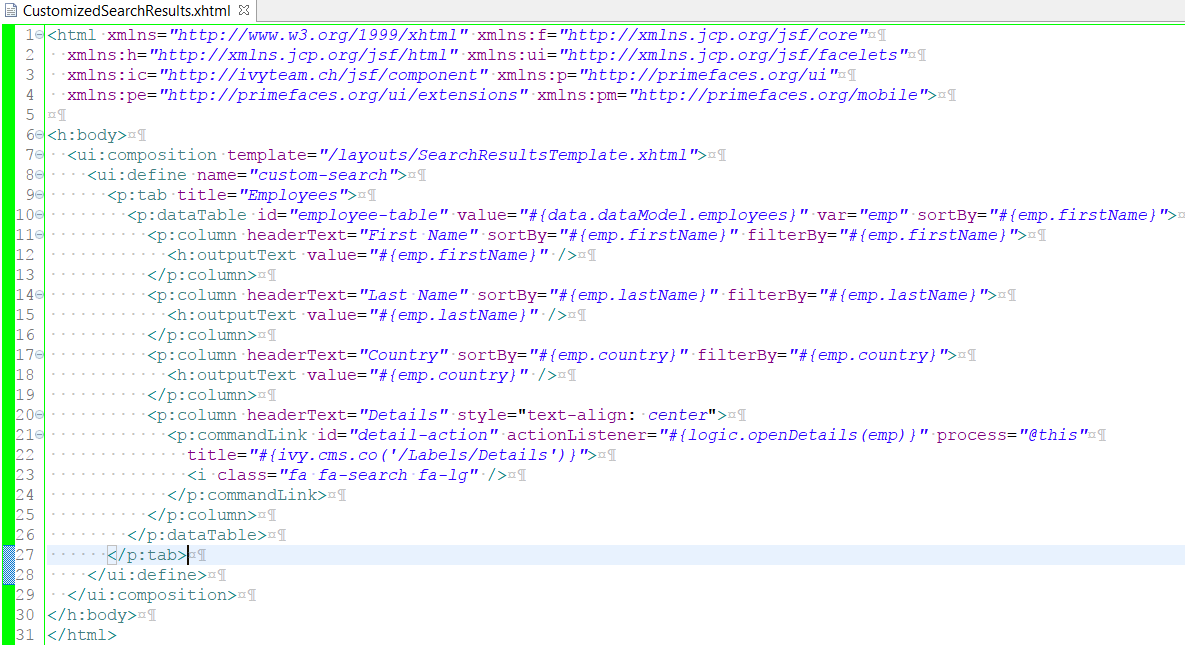 CustomizedSearchResults.xhtml
1 <html xmlns="http://www.w3.org/1999/xhtml" xmlns:f="http://xmlns.jcp.org/jsf/core"¤¶
2   xmlns:h="http://xmlns.jcp.org/jsf/html" xmlns:ui="http://xmlns.jcp.org/jsf/facelets"¤¶
3   xmlns:ic="http://ivyteam.ch/jsf/component" xmlns:p="http://primefaces.org/ui"¤¶
4   xmlns:pe="http://primefaces.org/ui/extensions" xmlns:pm="http://primefaces.org/mobile">¤¶
5 ¤¶
6 <h:body>¤¶
7   <ui:composition template="/layouts/SearchResultsTemplate.xhtml">¤¶
8     <ui:define name="custom-search">¤¶
9       <p:tab title="Employees">¤¶
10         <p:dataTable id="employee-table" value="#{data.dataModel.employees}" var="emp" sortBy="#{emp.firstName}">¤
11           <p:column headerText="First Name" sortBy="#{emp.firstName}" filterBy="#{emp.firstName}">¤¶
12             <h:outputText value="#{emp.firstName}" />¤¶
13           </p:column>¤¶
14           <p:column headerText="Last Name" sortBy="#{emp.lastName}" filterBy="#{emp.lastName}">¤¶
15             <h:outputText value="#{emp.lastName}" />¤¶
16           </p:column>¤¶
17           <p:column headerText="Country" sortBy="#{emp.country}" filterBy="#{emp.country}">¤¶
18             <h:outputText value="#{emp.country}" />¤¶
19           </p:column>¤¶
20           <p:column headerText="Details" style="text-align: center">¤¶
21             <p:commandLink id="detail-action" actionListener="#{logic.openDetails(emp)}" process="@this"¤¶
22               title="#{ivy.cms.co('/Labels/Details')}">¤¶
23               <i class="fa fa-search fa-lg" />¤¶
24             </p:commandLink>¤¶
25           </p:column>¤¶
26         </p:dataTable>¤¶
27       </p:tab>¤¶
28     </ui:define>¤¶
29   </ui:composition>¤¶
30 </h:body>¤¶
31 </html>